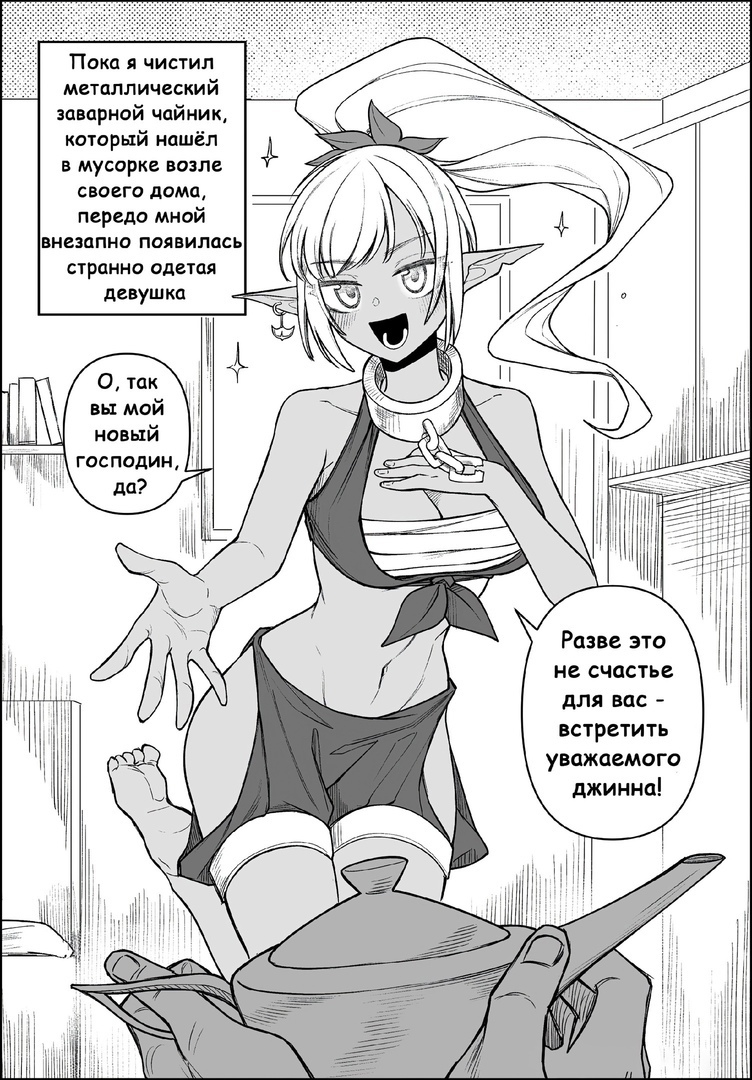 Пока я чистил
металлический
заварной чайник,
который нашёл
в мусорке возле
своего дома,
передо мной
внезапно появилась
странно одетая
девушка
О, так
вы мой
новый
господин,
да?
Разве это
не счастье
для вас -
встретить
уважаемого
джинна!